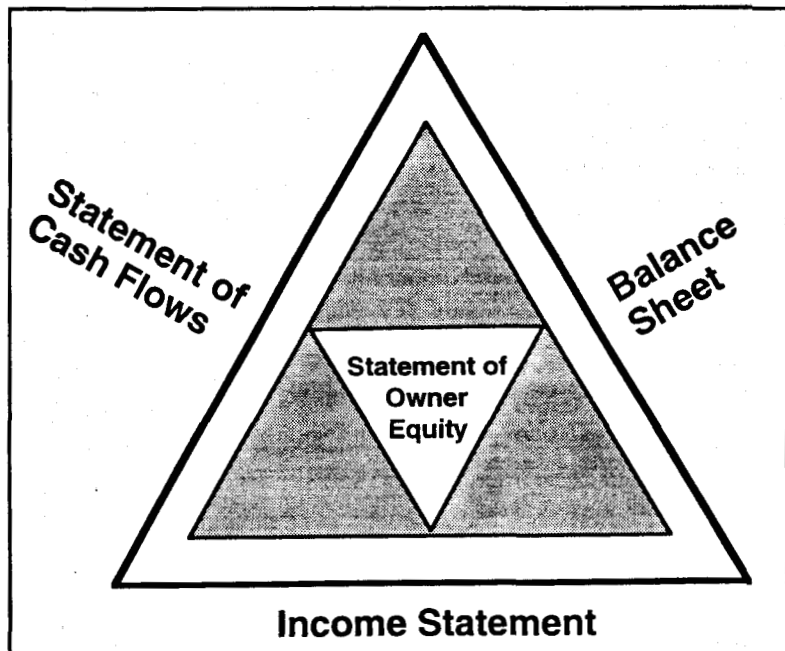 Statement of
Cash Flows
Balance
Sheet
Statement of
Owner
Equity
Income Statement